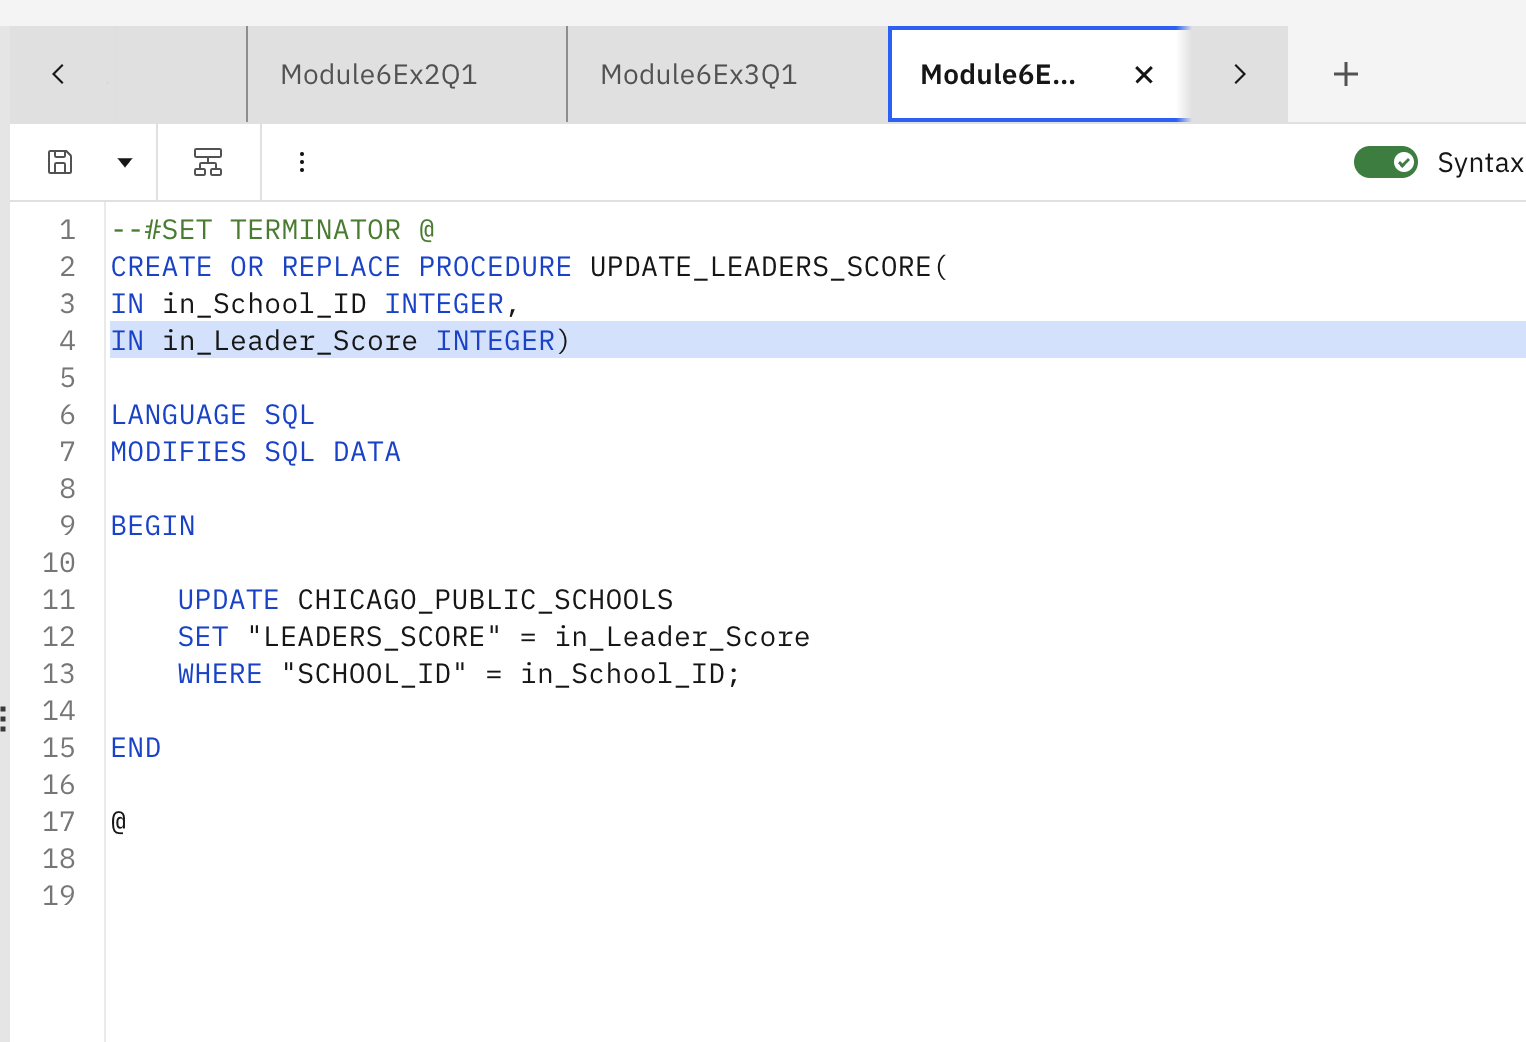 Module6Ex2Q1 Module6Ex3Q1 Module6E...
Syntax
1 --#SET TERMINATOR @
2 CREATE OR REPLACE PROCEDURE UPDATE_LEADERS_SCORE(
3 IN in_School_ID INTEGER,
4 IN in_Leader_Score INTEGER)
5
6 LANGUAGE SQL
7 MODIFIES SQL DATA
8
9 BEGIN
10
11 UPDATE CHICAGO_PUBLIC_SCHOOLS
12 SET "LEADERS_SCORE" = in_Leader_Score
13 WHERE "SCHOOL_ID" = in_School_ID;
14
15 END
16
17 @
18
19